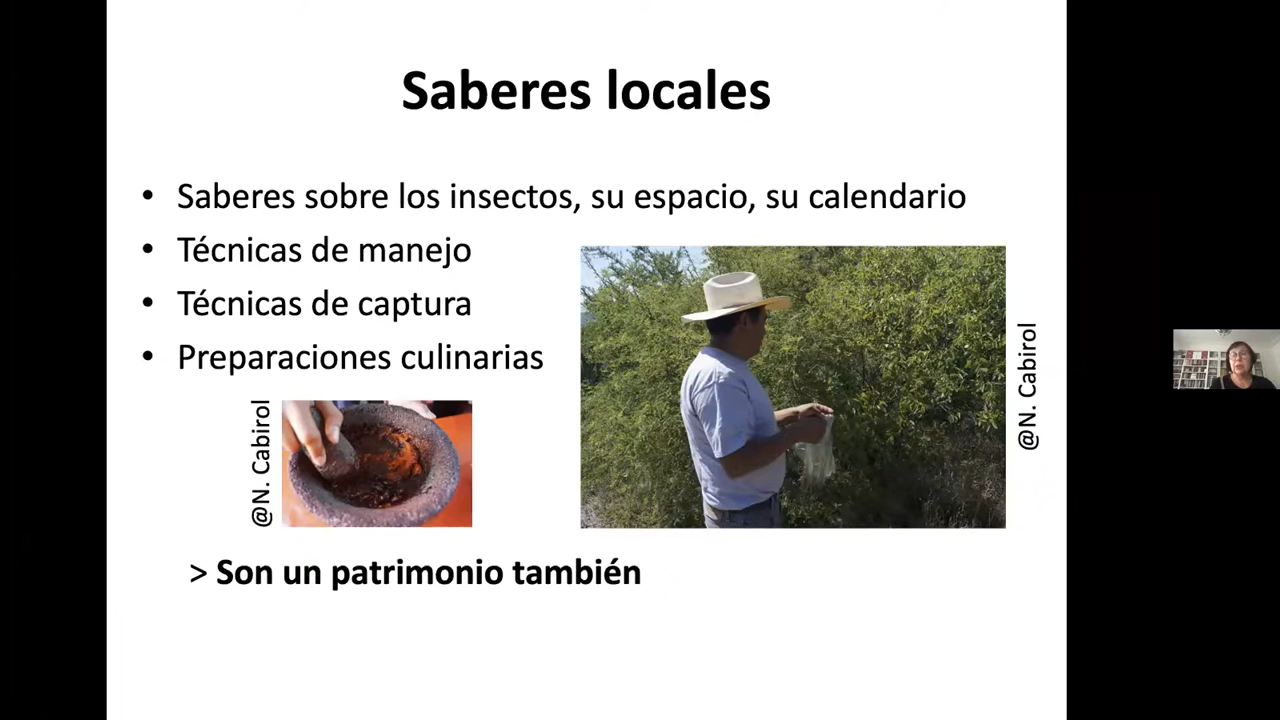 Saberes locales
• Saberes sobre los insectos, su espacio, su calendario
• Técnicas de manejo
• Técnicas de captura
• Preparaciones culinarias
@N. Cabirol
@N. Cabirol
> Son un patrimonio también